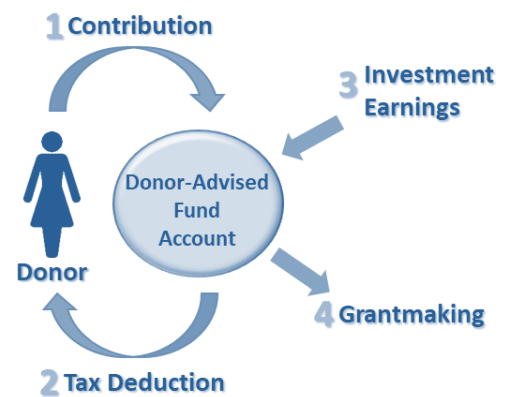 1 Contribution
3 Investment
Earnings
Donor-Advised
Fund
Account
Donor
4 Grantmaking
2 Tax Deduction